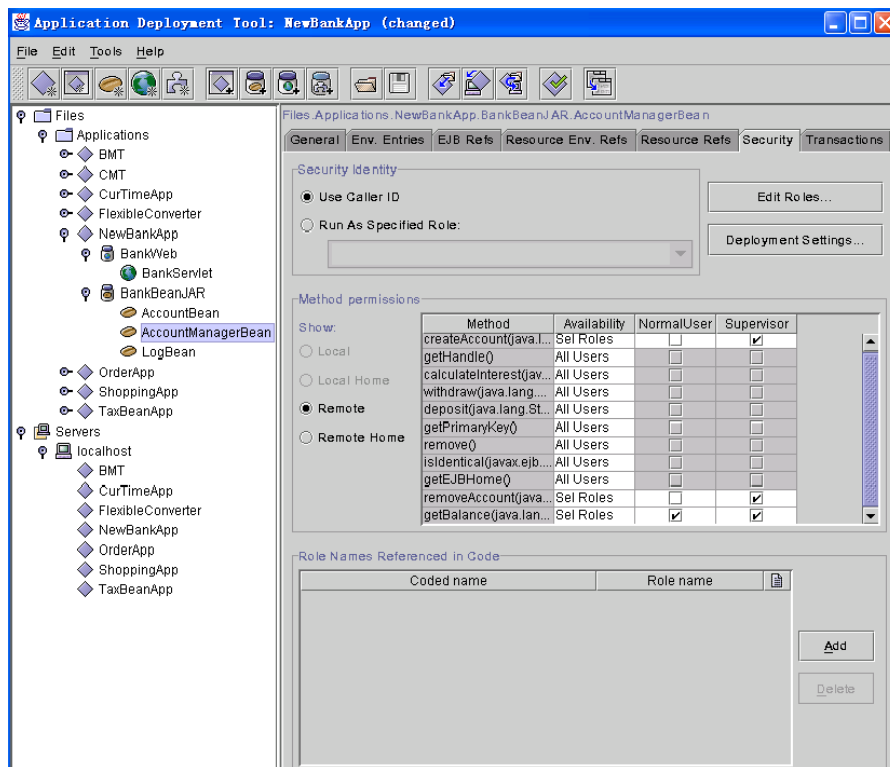 Application Deployment Tool: NewBankApp (changed)
File Edit Tools Help
Files
Applications
BMT
CMT
CurTimeApp
FlexibleConverter
NewBankApp
BankWeb
BankServlet
BankBeanJAR
AccountBean
AccountManagerBean
LogBean
OrderApp
ShoppingApp
TaxBeanApp
Servers
localhost
BMT
CurTimeApp
FlexibleConverter
NewBankApp
OrderApp
ShoppingApp
TaxBeanApp
Files.Applications.NewBankApp.BankBeanJAR.AccountManagerBean
General Env. Entries EJB Refs Resource Env. Refs Resource Refs Security Transactions
Security Identity
Use Caller ID
Run As Specified Role:
Edit Roles...
Deployment Settings...
Method permissions
Show:
Local
Local Home
Remote
Remote Home
Method Availability NormalUser Supervisor
createAccount(java.l... Sel Roles
getHandle() All Users
calculateInterest(jav... All Users
withdraw(java.lang.... All Users
deposit(java.lang.St... All Users
getPrimaryKey() All Users
remove() All Users
isIdentical(javax.ejb.... All Users
getEJBHome() All Users
removeAccount(java... Sel Roles
getBalance(java.lan... Sel Roles
Role Names Referenced in Code
Coded name Role name
Add
Delete